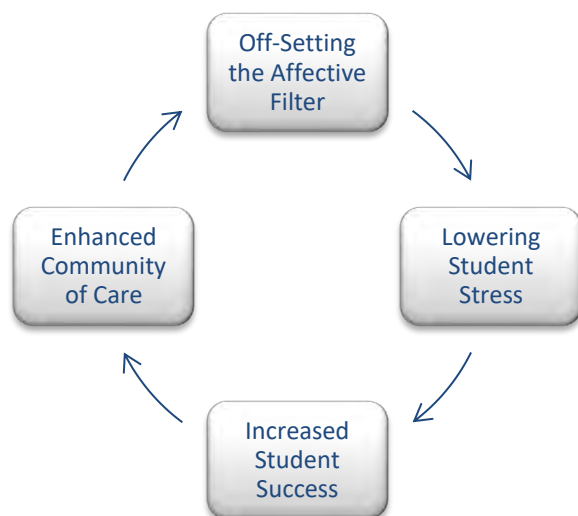 Off-Setting
the Affective
Filter
Lowering
Student
Stress
Increased
Student
Success
Enhanced
Community
of Care